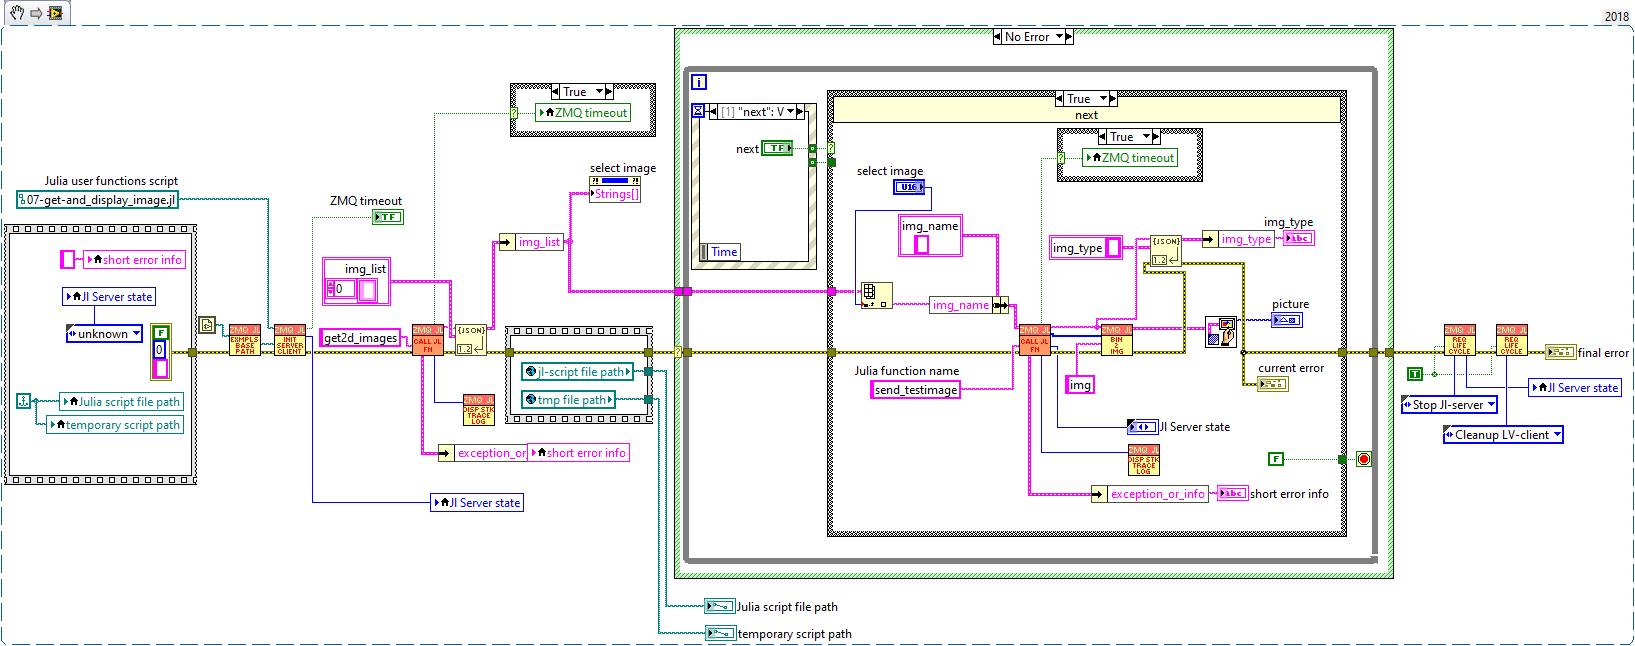 2018
No Error
i
True
ZMQ timeout
[1] "next": V
True
next
True
ZMQ timeout
next
TF
Time
select image
Strings[]
select image
U16
Julia user functions script
07-get-and_display_image.jl
ZMQ timeout
TF
img_name
img_type
{JSON}
1.2
img_type
img_type
abc
short error info
img_list
img_list
0
JI Server state
unknown
F
0
ZMQ JL
EXMPLS
BASE
PATH
ZMQ JL
INIT
SERVER
CLIENT
get2d_images
ZMQ JL
CALL JL
FN
{JSON}
1.2
img_name
picture
ZMQ JL
CALL JL
FN
ZMQ JL
BIN
2
IMG
ZMQ JL
REQ
LIFE
CYCLE
ZMQ JL
REQ
LIFE
CYCLE
final error
jl-script file path
tmp file path
Julia function name
send_testimage
img
current error
T
JI Server state
Stop JI-server
Cleanup LV-client
Julia script file path
temporary script path
ZMQ JL
DISP STK
TRACE
LOG
JI Server state
exception_or_
short error info
ZMQ JL
DISP STK
TRACE
LOG
F
exception_or_info
abc
short error info
JI Server state
Julia script file path
temporary script path